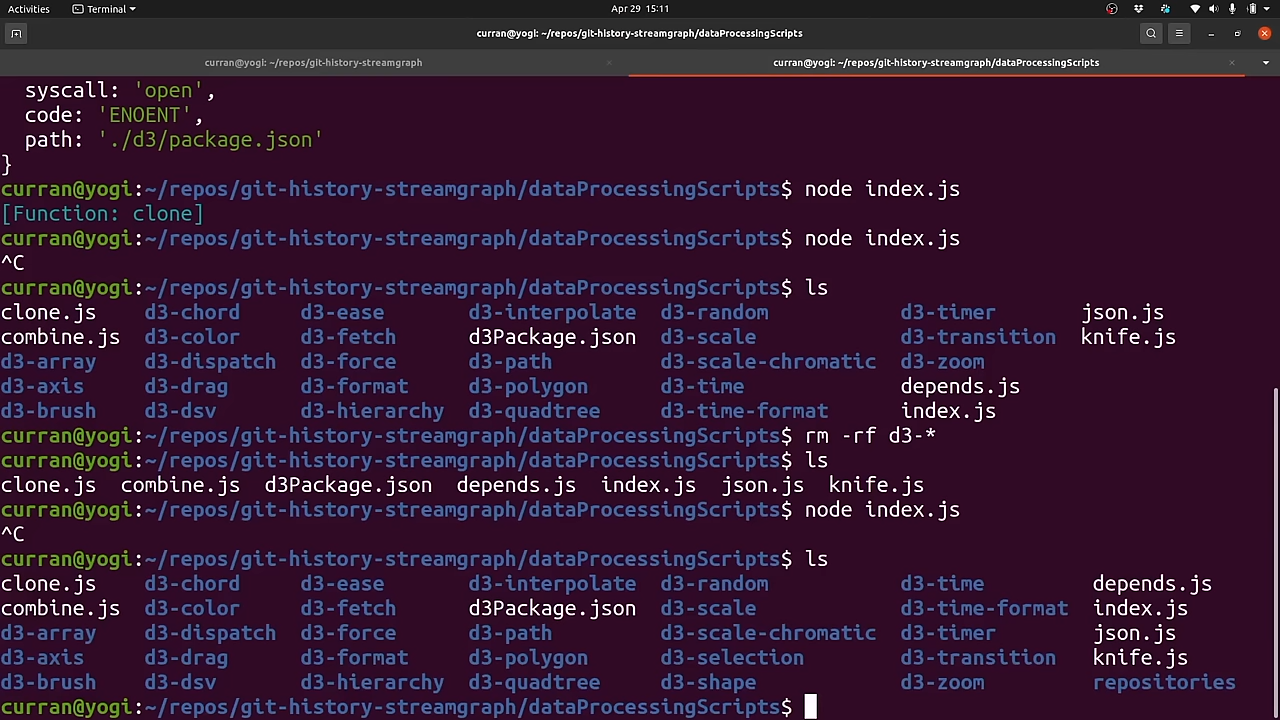 Activities Terminal Apr 29 15:11
curran@yogi: ~/repos/git-history-streamgraph/dataProcessingScripts
curran@yogi: ~/repos/git-history-streamgraph curran@yogi: ~/repos/git-history-streamgraph/dataProcessingScripts
syscall: 'open',
code: 'ENOENT',
path: './d3/package.json'
}
curran@yogi:~/repos/git-history-streamgraph/dataProcessingScripts$ node index.js
[Function: clone]
curran@yogi:~/repos/git-history-streamgraph/dataProcessingScripts$ node index.js
^C
curran@yogi:~/repos/git-history-streamgraph/dataProcessingScripts$ ls
clone.js d3-chord d3-ease d3-interpolate d3-random d3-timer json.js
combine.js d3-color d3-fetch d3Package.json d3-scale d3-transition knife.js
d3-array d3-dispatch d3-force d3-path d3-scale-chromatic d3-zoom
d3-axis d3-drag d3-format d3-polygon d3-time depends.js
d3-brush d3-dsv d3-hierarchy d3-quadtree d3-time-format index.js
curran@yogi:~/repos/git-history-streamgraph/dataProcessingScripts$ rm -rf d3-*
curran@yogi:~/repos/git-history-streamgraph/dataProcessingScripts$ ls
clone.js combine.js d3Package.json depends.js index.js json.js knife.js
curran@yogi:~/repos/git-history-streamgraph/dataProcessingScripts$ node index.js
^C
curran@yogi:~/repos/git-history-streamgraph/dataProcessingScripts$ ls
clone.js d3-chord d3-ease d3-interpolate d3-random d3-time depends.js
combine.js d3-color d3-fetch d3Package.json d3-scale d3-time-format index.js
d3-array d3-dispatch d3-force d3-path d3-scale-chromatic d3-timer json.js
d3-axis d3-drag d3-format d3-polygon d3-selection d3-transition knife.js
d3-brush d3-dsv d3-hierarchy d3-quadtree d3-shape d3-zoom repositories
curran@yogi:~/repos/git-history-streamgraph/dataProcessingScripts$